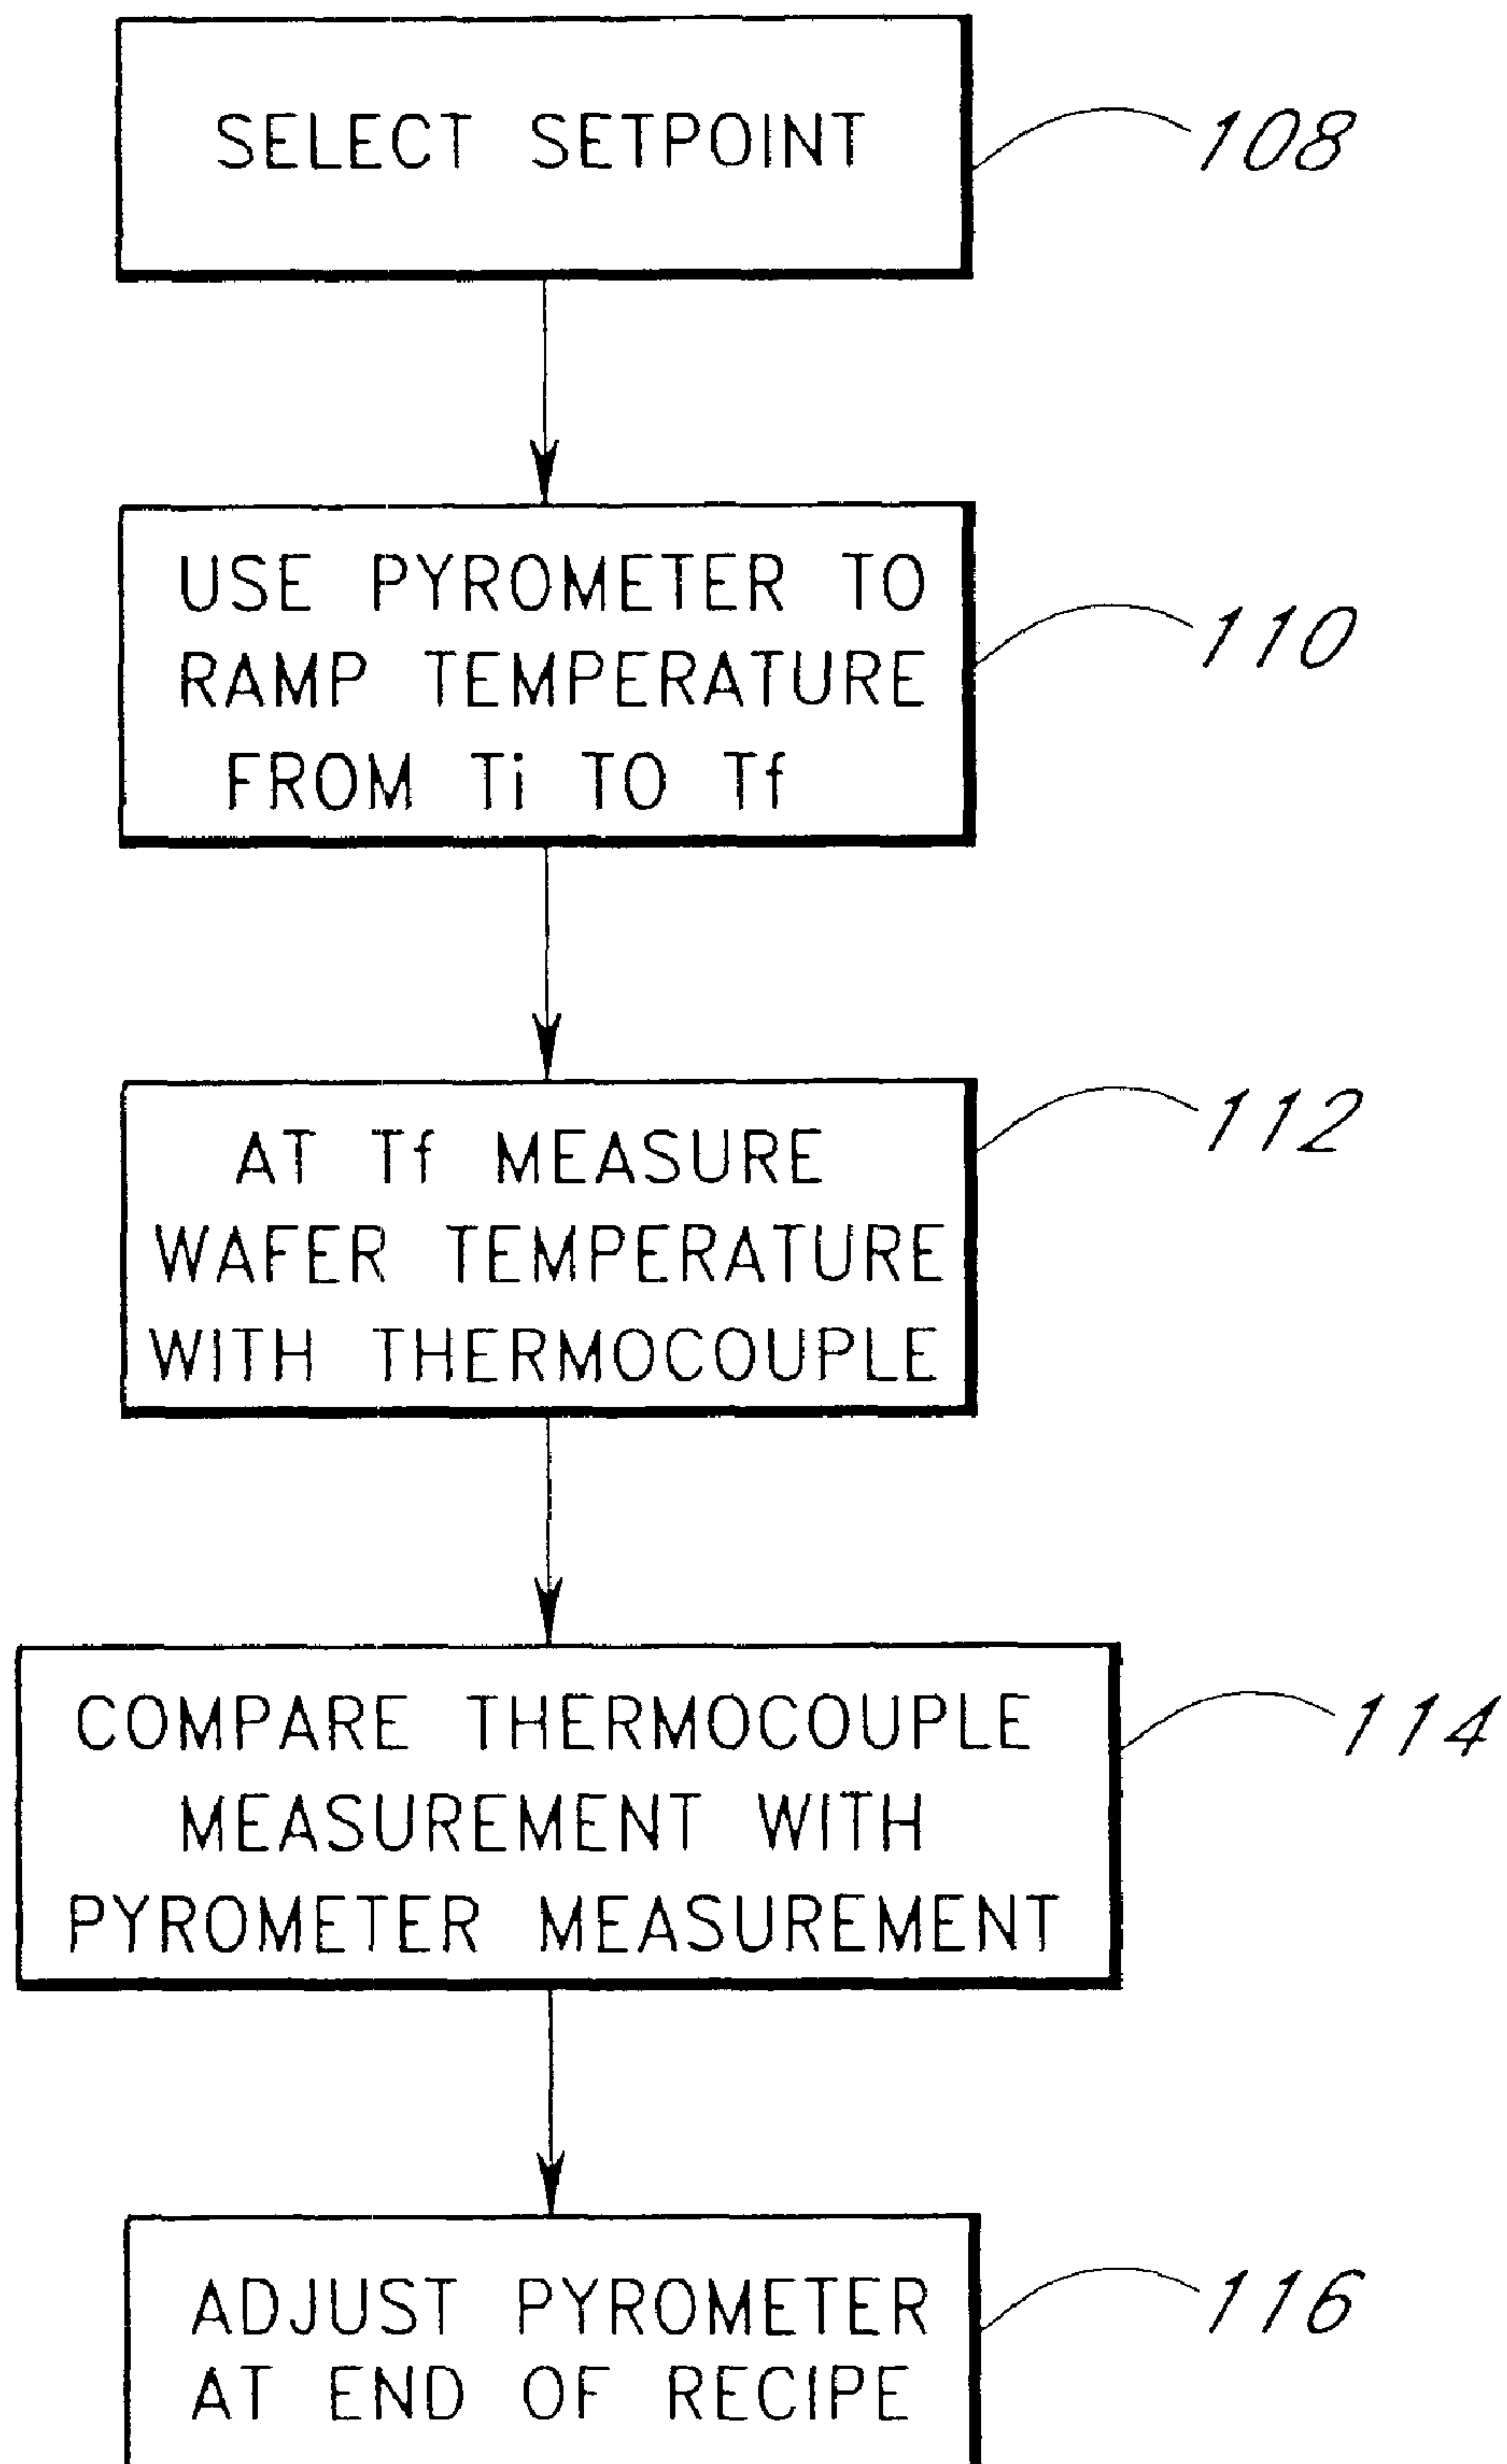 SELECT SETPOINT
108
USE PYROMETER TO
RAMP TEMPERATURE
FROM Ti TO Tf
110
AT Tf MEASURE
WAFER TEMPERATURE
WITH THERMOCOUPLE
112
COMPARE THERMOCOUPLE
MEASUREMENT WITH
PYROMETER MEASUREMENT
114
ADJUST PYROMETER
AT END OF RECIPE
116